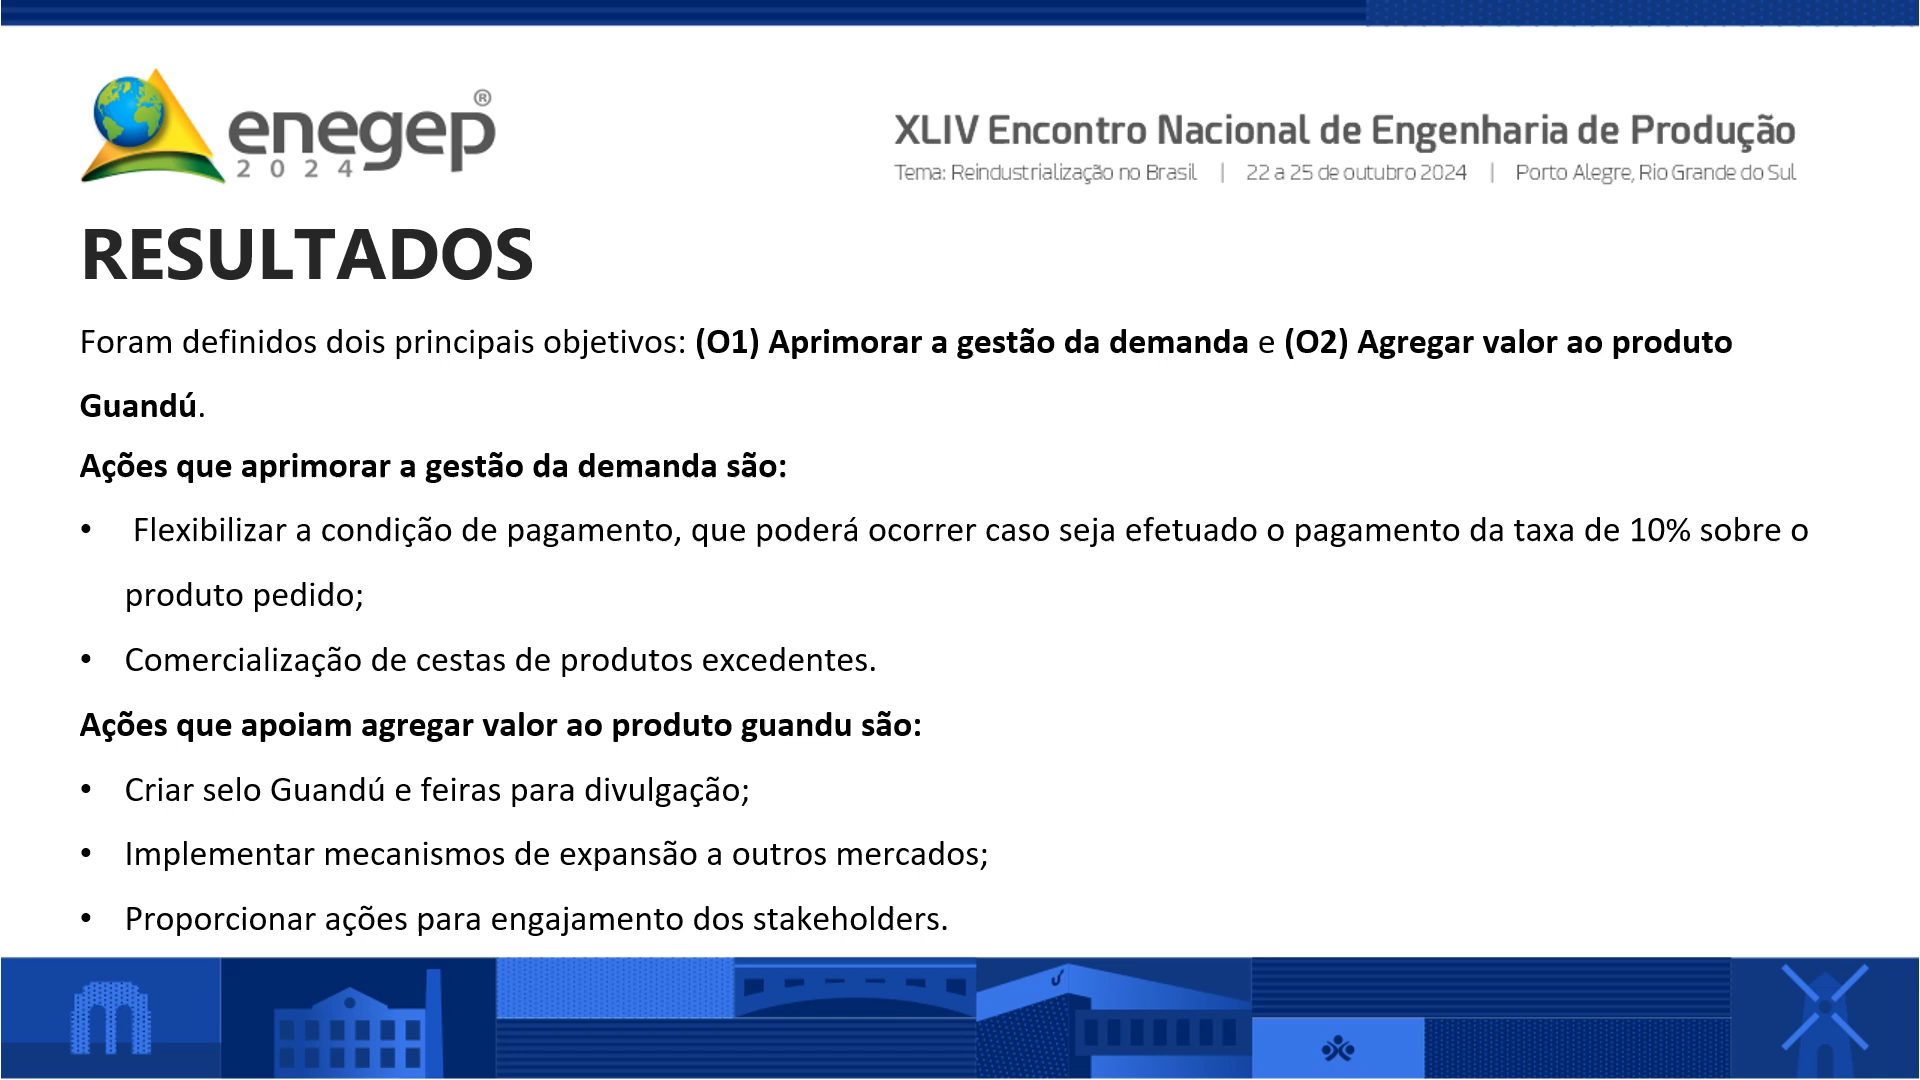 enegep®
2024
XLIV Encontro Nacional de Engenharia de Produção
Tema: Reindustrialização no Brasil | 22 a 25 de outubro 2024 | Porto Alegre, Rio Grande do Sul
RESULTADOS
Foram definidos dois principais objetivos: (O1) Aprimorar a gestão da demanda e (O2) Agregar valor ao produto
Guandú.
Ações que aprimorar a gestão da demanda são:
• Flexibilizar a condição de pagamento, que poderá ocorrer caso seja efetuado o pagamento da taxa de 10% sobre o
produto pedido;
• Comercialização de cestas de produtos excedentes.
Ações que apoiam agregar valor ao produto guandu são:
• Criar selo Guandú e feiras para divulgação;
• Implementar mecanismos de expansão a outros mercados;
• Proporcionar ações para engajamento dos stakeholders.